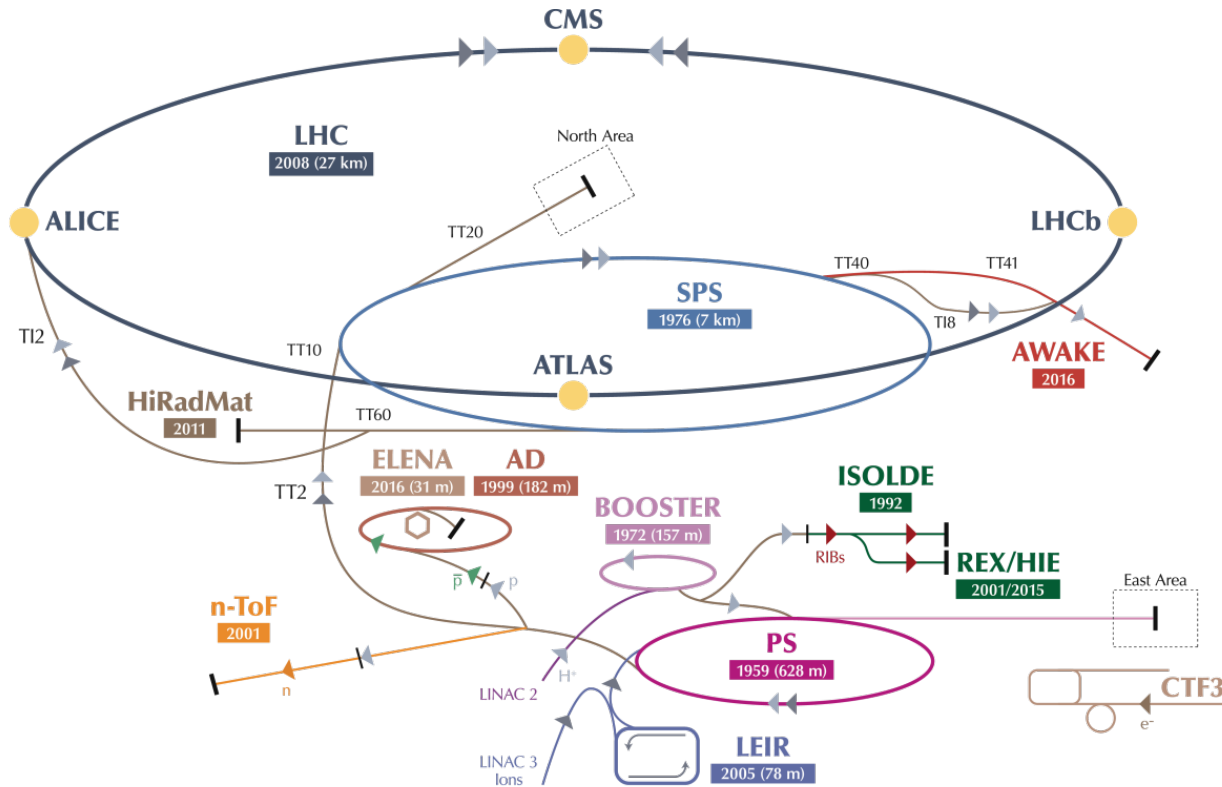 CMS
LHC
2008 (27 km)
North Area
ALICE
LHCb
TT20
TT40
TT41
SPS
1976 (7 km)
TI8
TI2
TT10
ATLAS
AWAKE
2016
HiRadMat
2011
TT60
ELENA
2016 (31 m)
AD
1999 (182 m)
TT2
BOOSTER
1972 (157 m)
ISOLDE
1992
p̅
p
RIBs
REX/HIE
2001/2015
East Area
n-ToF
2001
n
PS
1959 (628 m)
LINAC 2
H⁺
CTF3
e⁻
LEIR
2005 (78 m)
LINAC 3
Ions